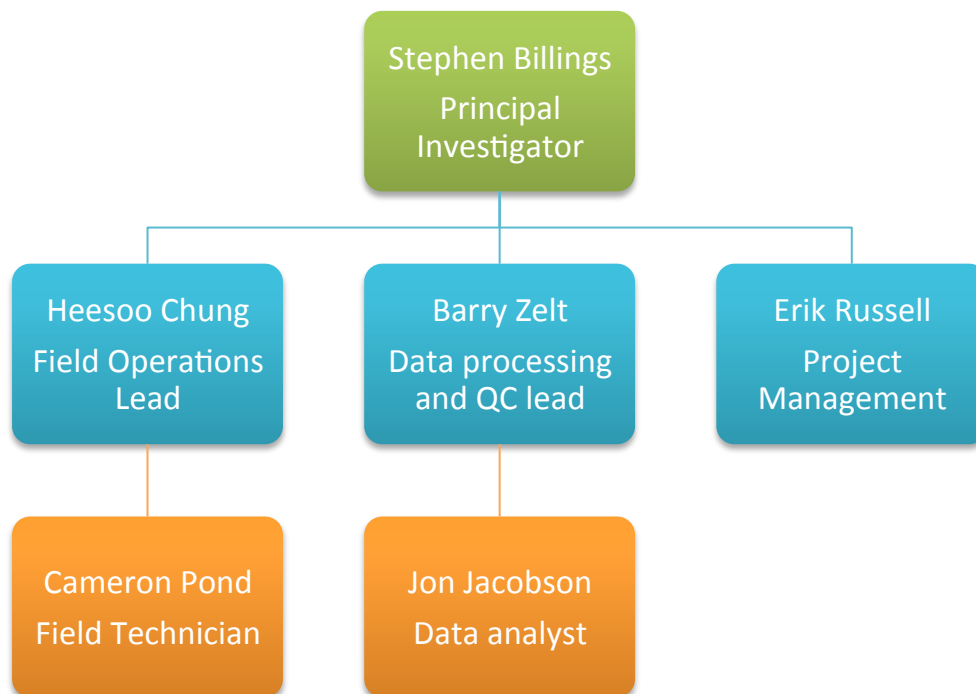 Stephen Billings
Principal
Investigator
Heesoo Chung
Field Operations
Lead
Barry Zelt
Data processing
and QC lead
Erik Russell
Project
Management
Cameron Pond
Field Technician
Jon Jacobson
Data analyst